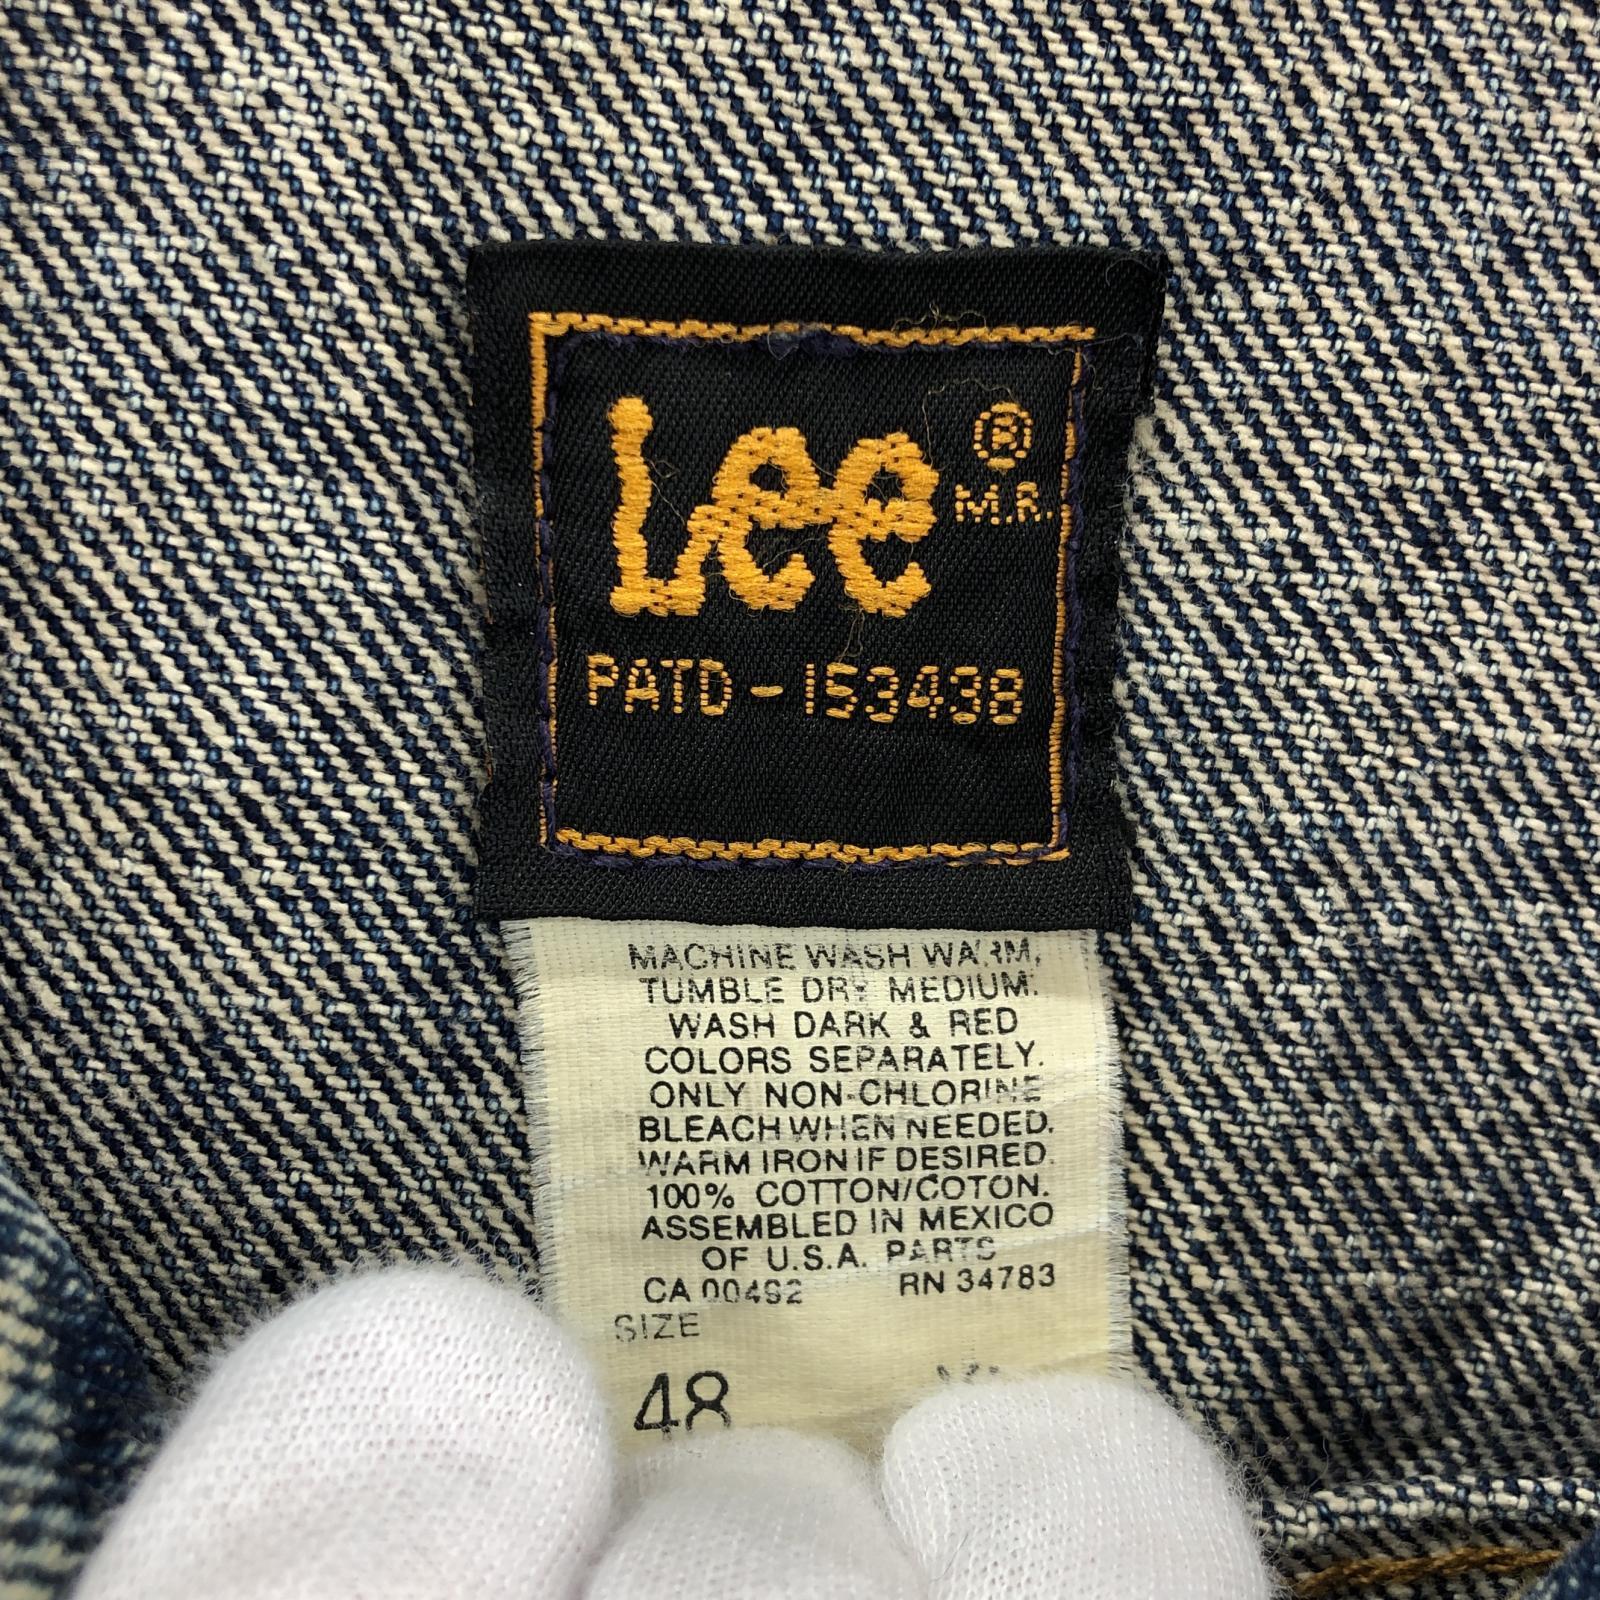 Lee ®
M.R.
PATD-153438
MACHINE WASH WARM,
TUMBLE DRY MEDIUM.
WASH DARK & RED
COLORS SEPARATELY.
ONLY NON-CHLORINE
BLEACH WHEN NEEDED.
WARM IRON IF DESIRED.
100% COTTON/COTON.
ASSEMBLED IN MEXICO
OF U.S.A. PARTS
CA 00492 RN 34783
SIZE
48